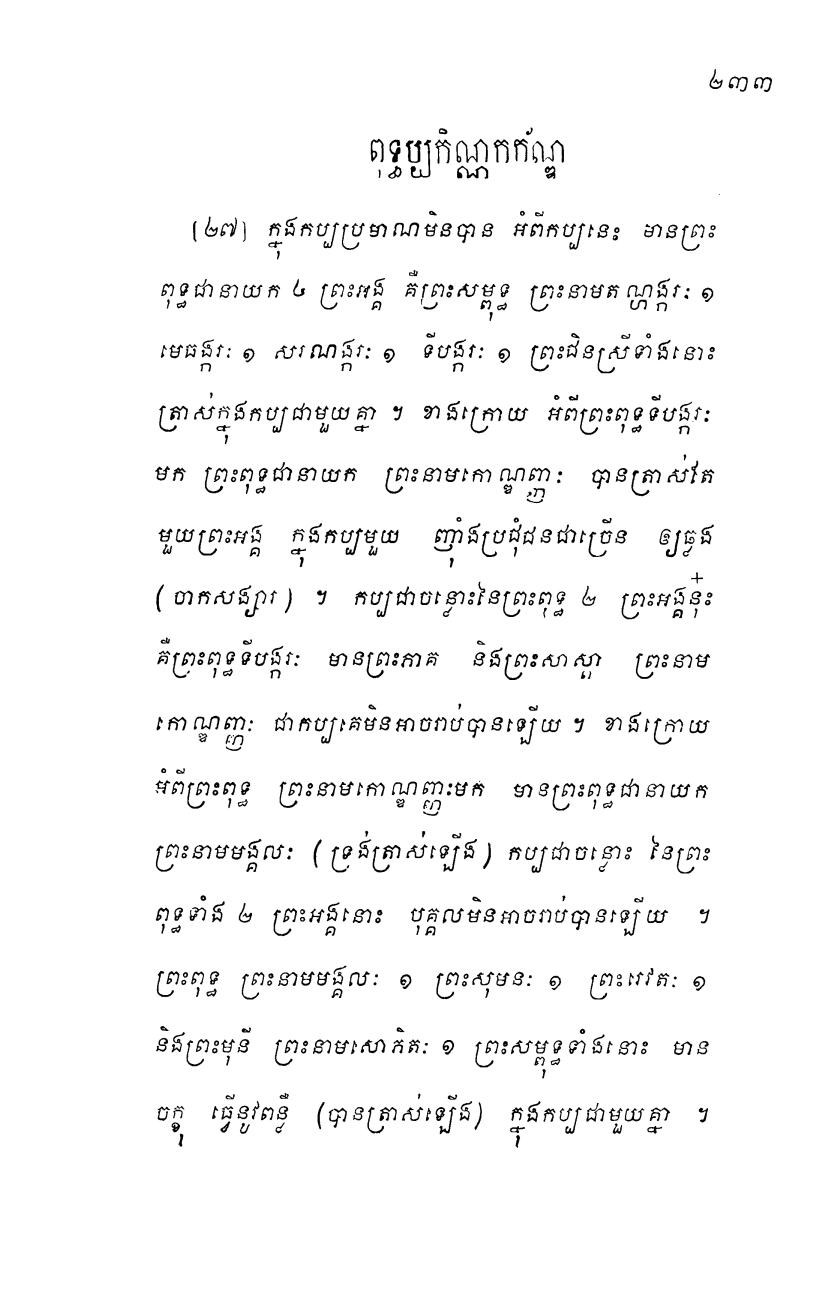 ២៣៣
ពុទ្ធប្បកិណ្ណកកណ្ឌ័
[២៧] ក្នុងកប្បប្រមាណមិនបាន អំពីកប្បនេះ មានព្រះ
ពុទ្ធជានាយក ៤ ព្រះអង្គ គឺព្រះសម្ពុទ្ធ ព្រះនាមតណ្ហង្ករៈ ១
មេធង្ករៈ ១ សរណង្ករៈ ១ ទីបង្ករៈ ១ ព្រះជិនស្រីទាំងនោះ
ត្រាស់ក្នុងកប្បជាមួយគ្នា ។ ខាងក្រោយ អំពីព្រះពុទ្ធទីបង្ករៈ
មក ព្រះពុទ្ធជានាយក ព្រះនាមកោណ្ឌញ្ញៈ បានត្រាស់តែ
មួយព្រះអង្គ ក្នុងកប្បមួយ ញ៉ាំងប្រជុំជនជាច្រើន ឲ្យឆ្លង
(ចាកសង្សារ) ។ កប្បជាចន្លោះនៃព្រះពុទ្ធ ២ ព្រះអង្គនុ៎ះ
គឺព្រះពុទ្ធទីបង្ករៈ មានព្រះភាគ និងព្រះសាស្តា ព្រះនាម
កោណ្ឌញ្ញៈ ជាកប្បគេមិនអាចរាប់បានឡើយ ។ ខាងក្រោយ
អំពីព្រះពុទ្ធ ព្រះនាមកោណ្ឌញ្ញៈមក មានព្រះពុទ្ធជានាយក
ព្រះនាមមង្គលៈ (ទ្រង់ត្រាស់ឡើង) កប្បជាចន្លោះ នៃព្រះ
ពុទ្ធទាំង ២ ព្រះអង្គនោះ បុគ្គលមិនអាចរាប់បានឡើយ ។
ព្រះពុទ្ធ ព្រះនាមមង្គលៈ ១ ព្រះសុមនៈ ១ ព្រះរេវតៈ ១
និងព្រះមុនី ព្រះនាមសោភិតៈ ១ ព្រះសម្ពុទ្ធទាំងនោះ មាន
ចក្ខុ ធ្វើនូវពន្លឺ (បានត្រាស់ឡើង) ក្នុងកប្បជាមួយគ្នា ។